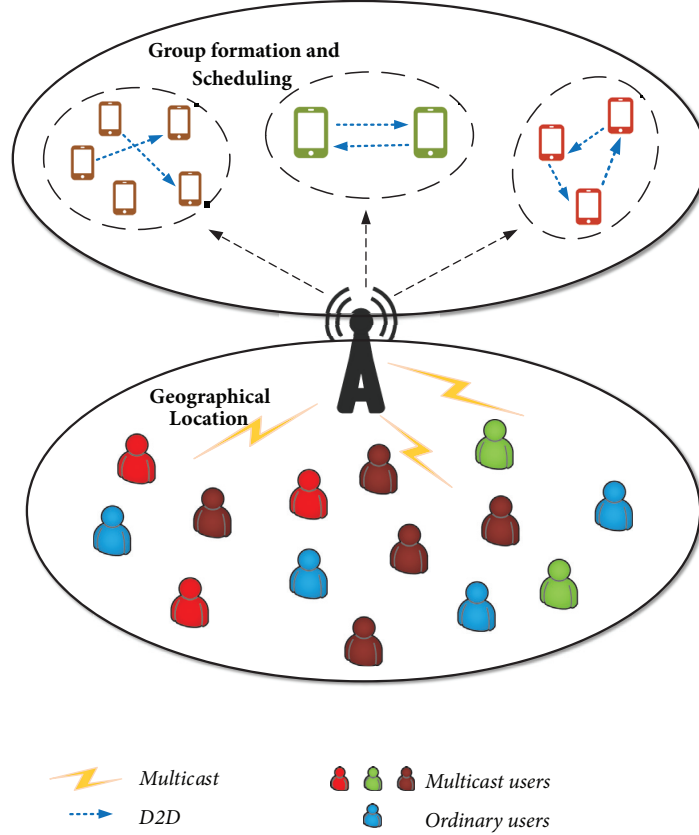 Group formation and
Scheduling
Geographical
Location
Multicast
Multicast users
D2D
Ordinary users